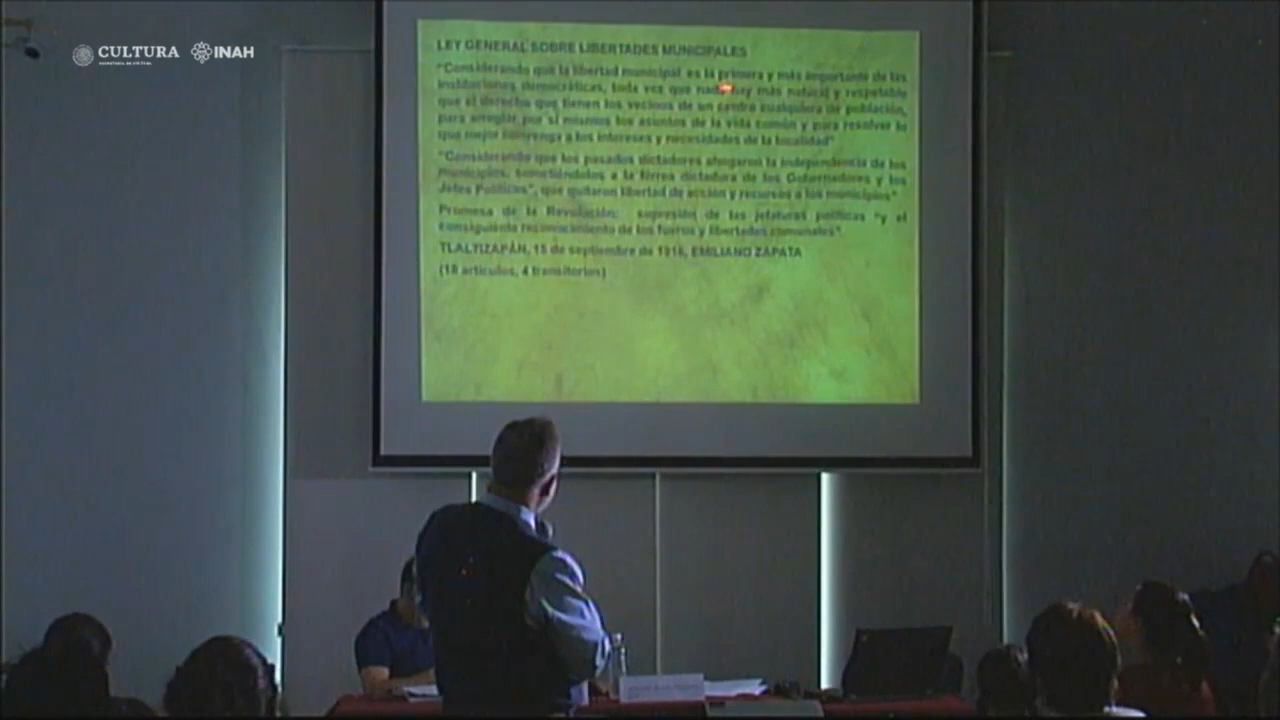 CULTURA
SECRETARÍA DE CULTURA
INAH
LEY GENERAL SOBRE LIBERTADES MUNICIPALES
"Considerando que la libertad municipal es la primera y más importante de las
instituciones democráticas, toda vez que nada hay más natural y respetable
que el derecho que tienen los vecinos de un centro cualquiera de población,
para arreglar por sí mismos los asuntos de la vida común y para resolver lo
que mejor convenga a los intereses y necesidades de la localidad"
"Considerando que los pasados dictadores ahogaron la independencia de los
municipios, sometiéndolos a la férrea dictadura de los Gobernadores y los
Jefes Políticos", que quitaron libertad de acción y recursos a los municipios"
Promesa de la Revolución: supresión de las jefaturas políticas "y el
consiguiente reconocimiento de los fueros y libertades comunales".
TLALTIZAPÁN, 15 de septiembre de 1916, EMILIANO ZAPATA
(18 artículos, 4 transitorios)